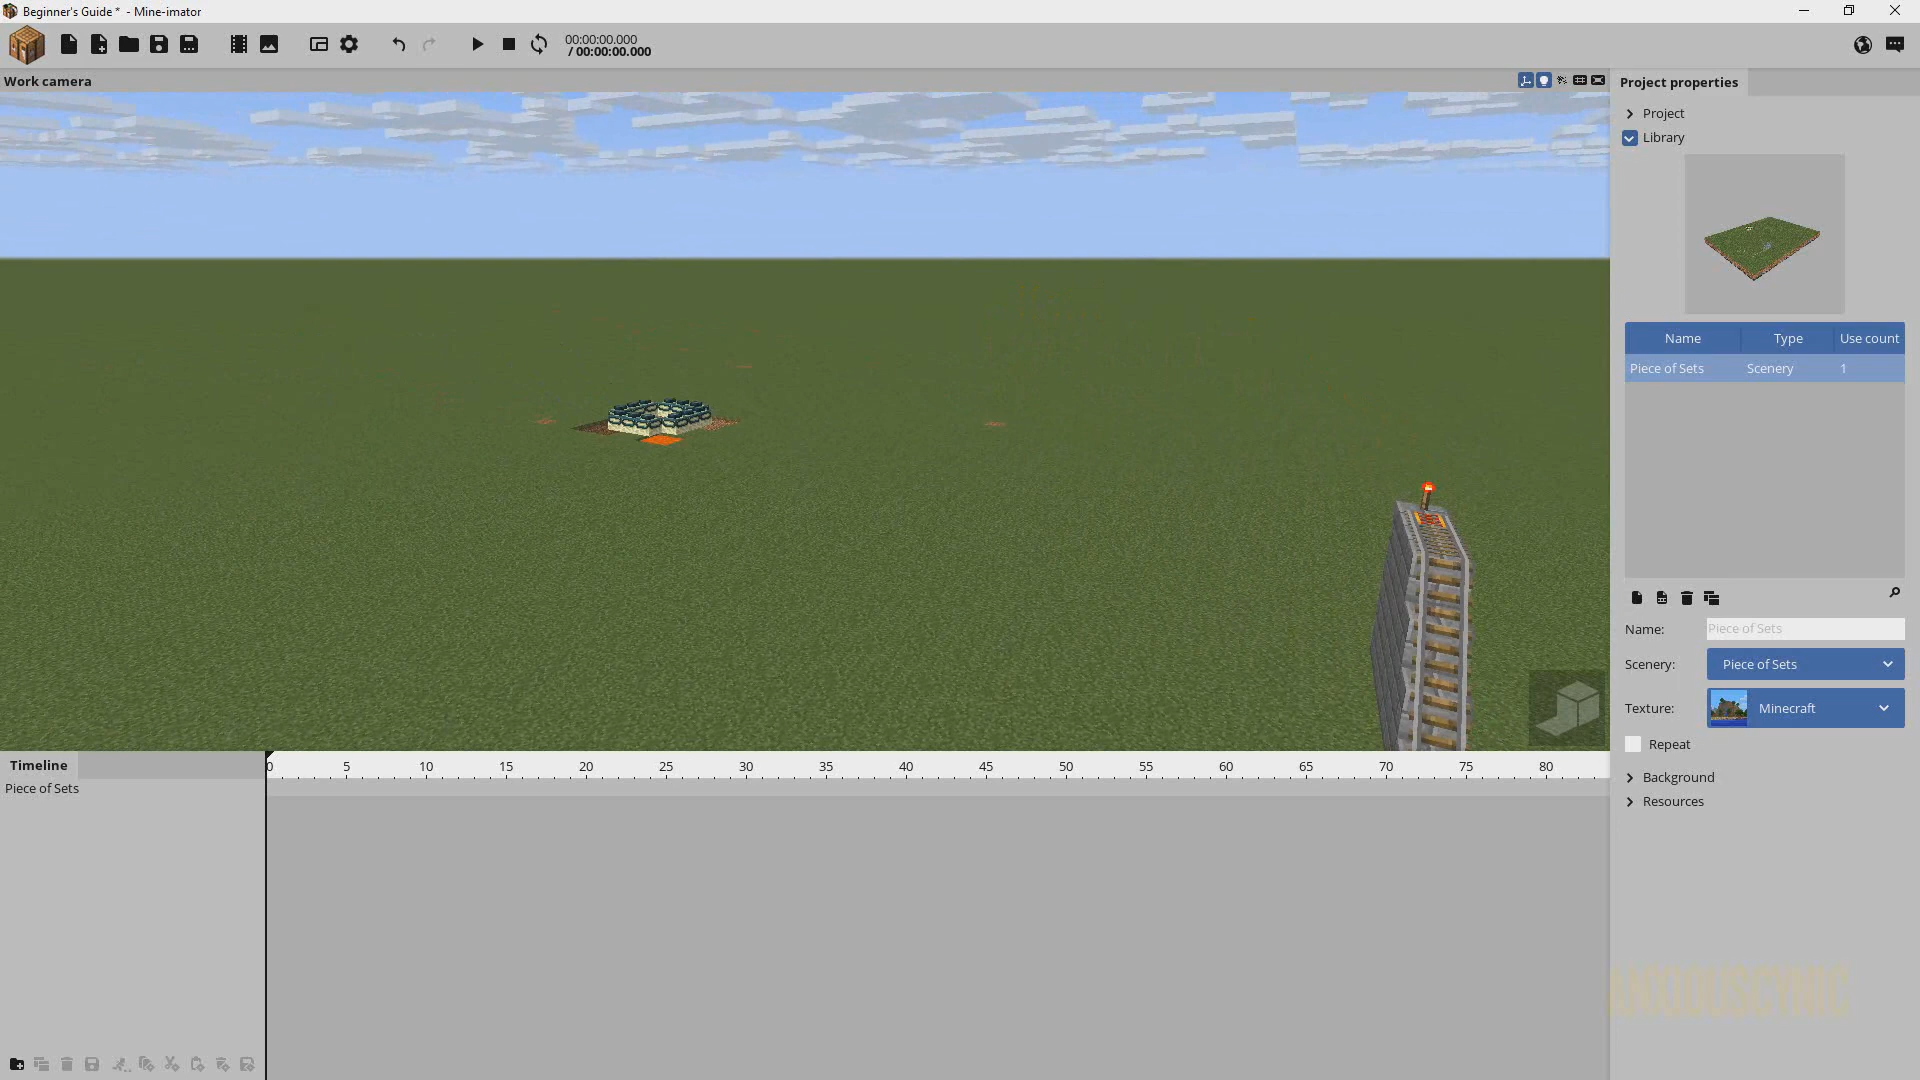 Beginner's Guide * - Mine-imator
00:00:00.000
/ 00:00:00.000
Work camera
Project properties
Project
Library
Name Type Use count
Piece of Sets Scenery 1
Name: Piece of Sets
Scenery: Piece of Sets
Texture: Minecraft
Repeat
Background
Resources
Timeline
0 5 10 15 20 25 30 35 40 45 50 55 60 65 70 75 80
Piece of Sets
ANXIOUSCYNIC